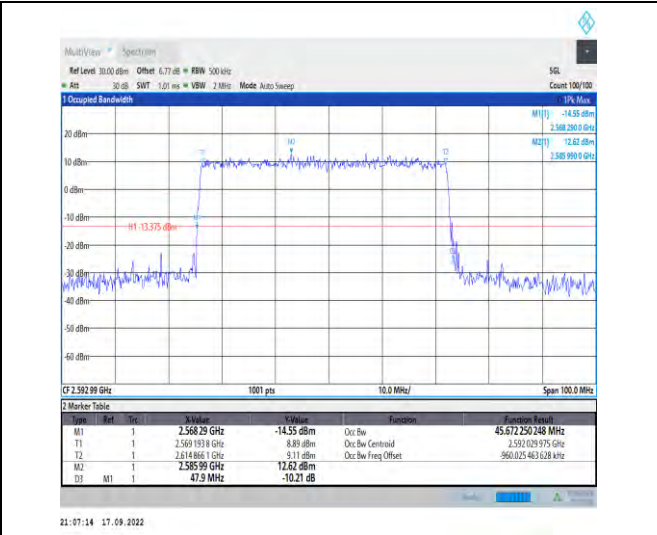 MultiView Spectrum
Ref Level 30.00 dBm Offset 6.77 dB RBW 500 kHz SGL
Att 30 dB SWT 1.01 ms VBW 2 MHz Mode Auto Sweep Count 100/100
1 Occupied Bandwidth 1Pk Max
M1[1] -14.55 dBm
2.568 290 0 GHz
M2[1] 12.62 dBm
2.585 990 0 GHz
20 dBm
M2
T1 T2
10 dBm
0 dBm
-10 dBm
M1
H1 -13.375 dBm
-20 dBm
D3
-30 dBm
-40 dBm
-50 dBm
-60 dBm
CF 2.592 99 GHz 1001 pts 10.0 MHz/ Span 100.0 MHz
2 Marker Table
Type Ref Trc X-Value Y-Value Function Function Result
M1 1 2.568 29 GHz -14.55 dBm Occ Bw 45.672 250 248 MHz
T1 1 2.569 193 8 GHz 8.89 dBm Occ Bw Centroid 2.592 029 975 GHz
T2 1 2.614 866 1 GHz 9.11 dBm Occ Bw Freq Offset -960.025 463 628 kHz
M2 1 2.585 99 GHz 12.62 dBm
D3 M1 1 47.9 MHz -10.21 dB
21:07:14 17.09.2022